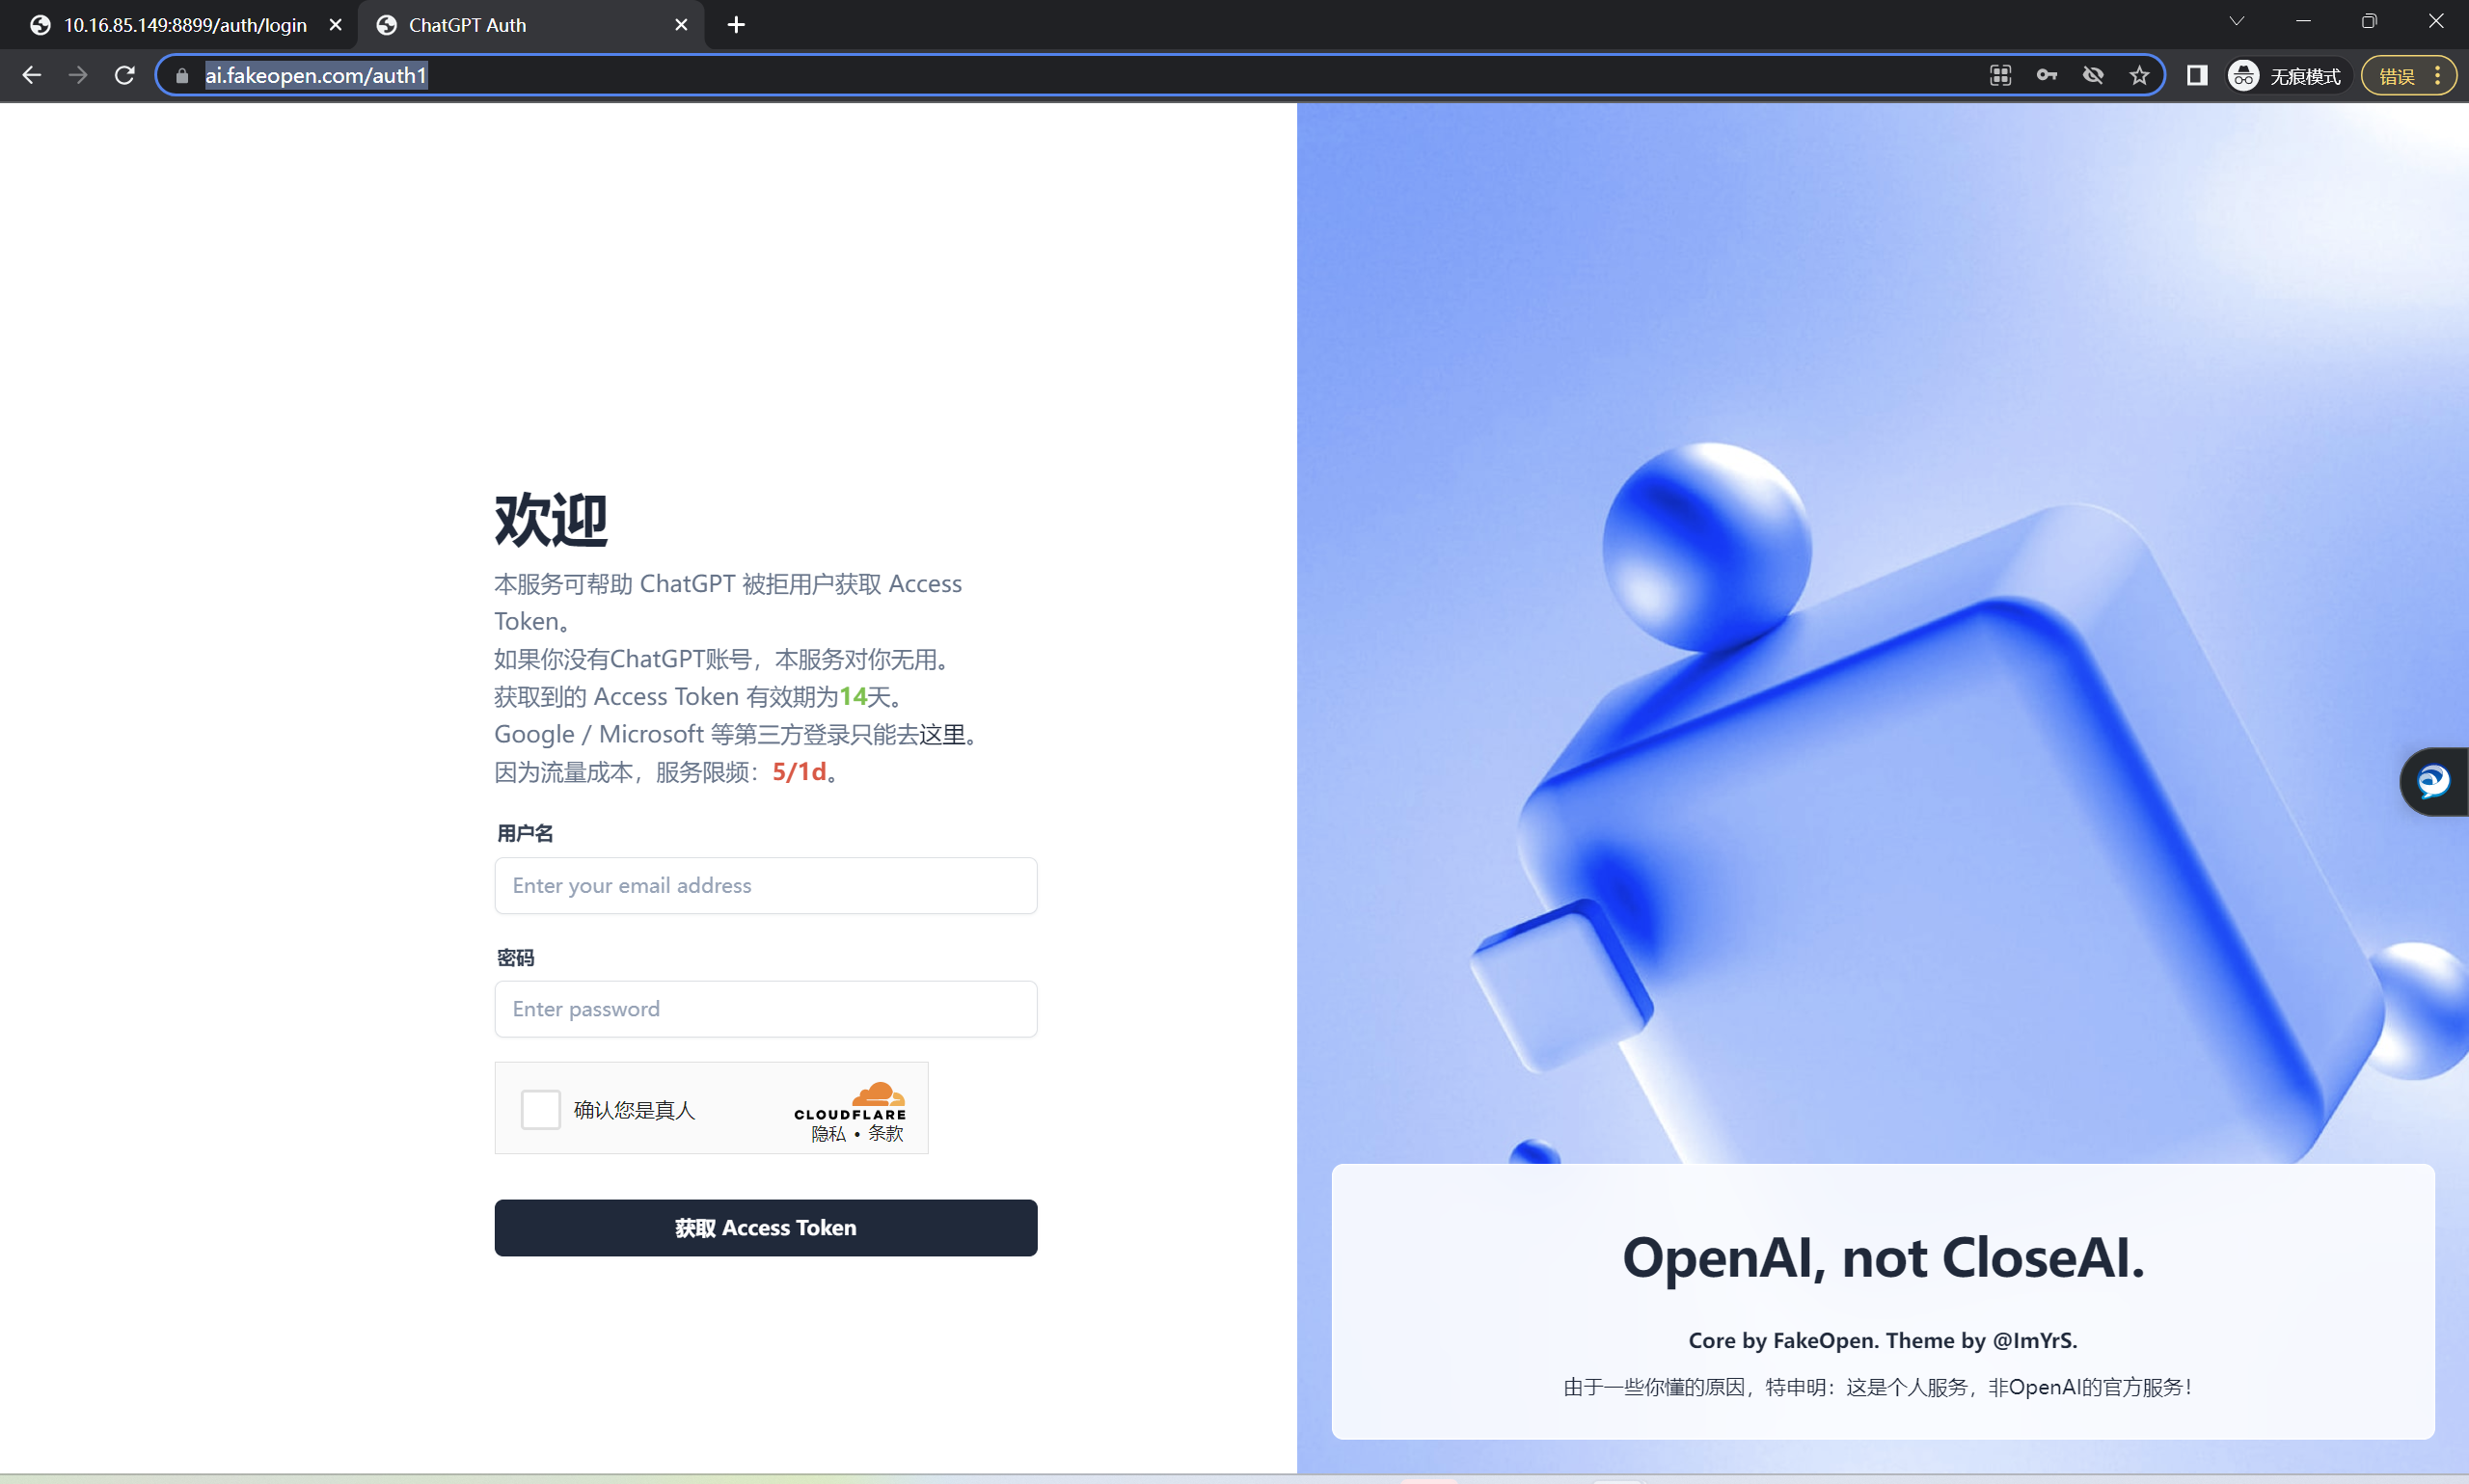 10.16.85.149:8899/auth/login
ChatGPT Auth
ai.fakeopen.com/auth1
无痕模式
错误
欢迎
本服务可帮助 ChatGPT 被拒用户获取 Access
Token。
如果你没有ChatGPT账号，本服务对你无用。
获取到的 Access Token 有效期为14天。
Google / Microsoft 等第三方登录只能去这里。
因为流量成本，服务限频：5/1d。
用户名
Enter your email address
密码
Enter password
确认您是真人
CLOUDFLARE
隐私 • 条款
获取 Access Token
OpenAI, not CloseAI.
Core by FakeOpen. Theme by @ImYrS.
由于一些你懂的原因，特申明：这是个人服务，非OpenAI的官方服务！